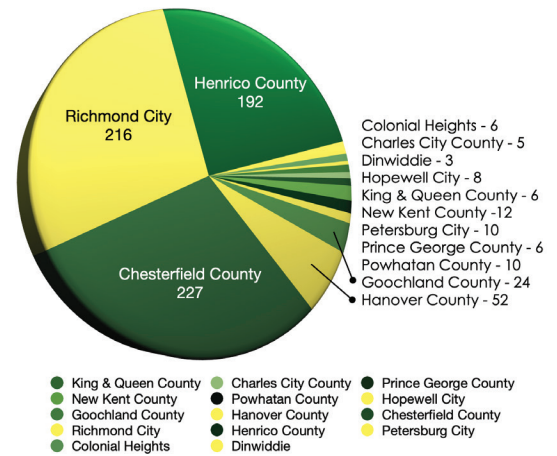 Henrico County
192
Richmond City
216
Chesterfield County
227
Colonial Heights - 6
Charles City County - 5
Dinwiddie - 3
Hopewell City - 8
King & Queen County - 6
New Kent County -12
Petersburg City - 10
Prince George County - 6
Powhatan County - 10
Goochland County - 24
Hanover County - 52
King & Queen County
New Kent County
Goochland County
Richmond City
Colonial Heights
Charles City County
Powhatan County
Hanover County
Henrico County
Dinwiddie
Prince George County
Hopewell City
Chesterfield County
Petersburg City